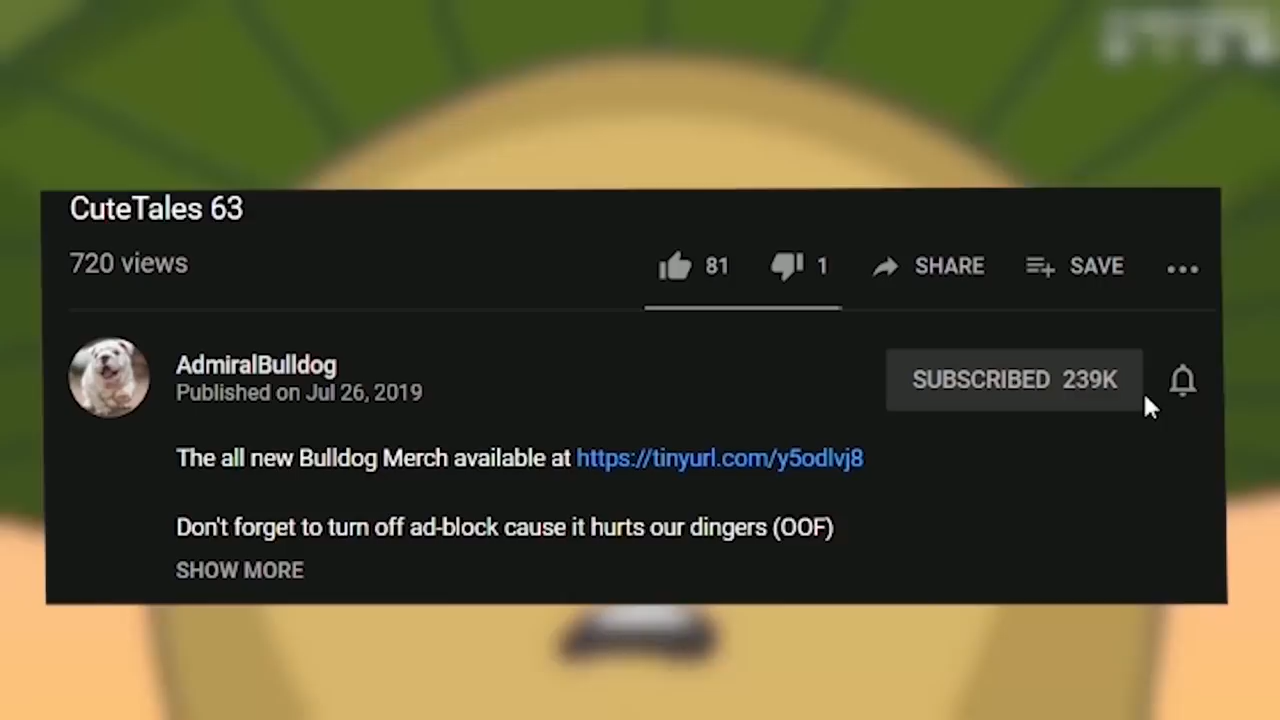 CuteTales 63
720 views
81
1
SHARE
SAVE
AdmiralBulldog
Published on Jul 26, 2019
SUBSCRIBED 239K
The all new Bulldog Merch available at https://tinyurl.com/y5odlvj8
Don't forget to turn off ad-block cause it hurts our dingers (OOF)
SHOW MORE